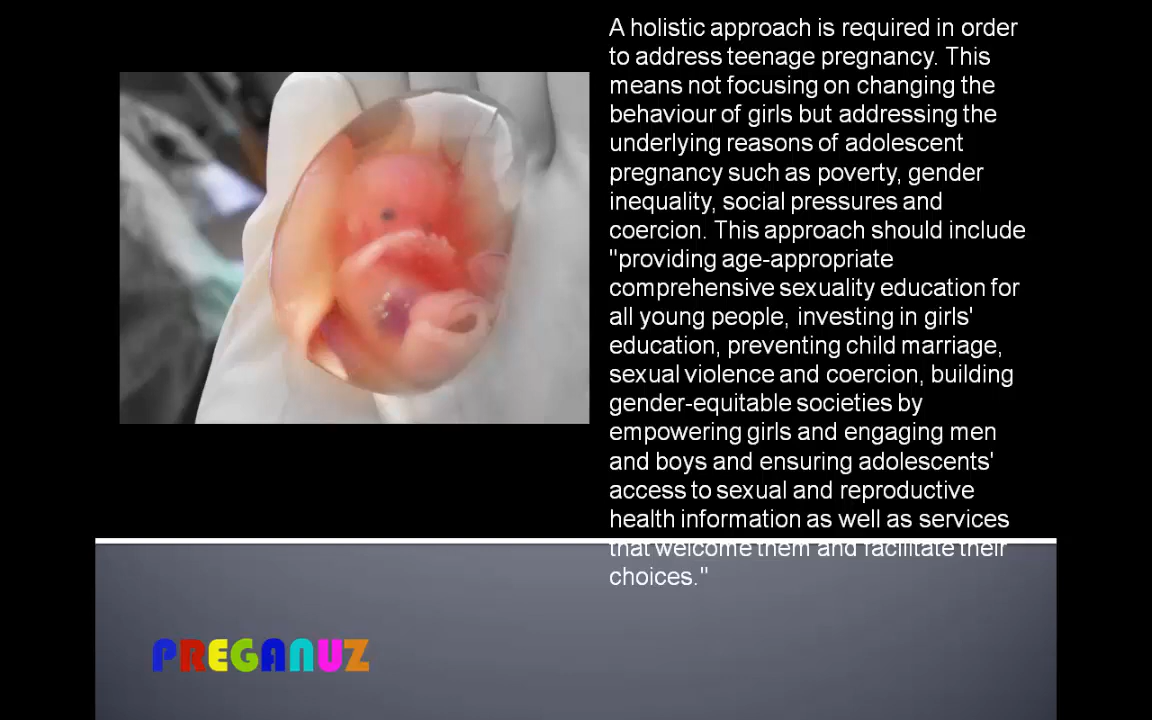 A holistic approach is required in order
to address teenage pregnancy. This
means not focusing on changing the
behaviour of girls but addressing the
underlying reasons of adolescent
pregnancy such as poverty, gender
inequality, social pressures and
coercion. This approach should include
"providing age-appropriate
comprehensive sexuality education for
all young people, investing in girls'
education, preventing child marriage,
sexual violence and coercion, building
gender-equitable societies by
empowering girls and engaging men
and boys and ensuring adolescents'
access to sexual and reproductive
health information as well as services
that welcome them and facilitate their
choices."
PREGANUZ